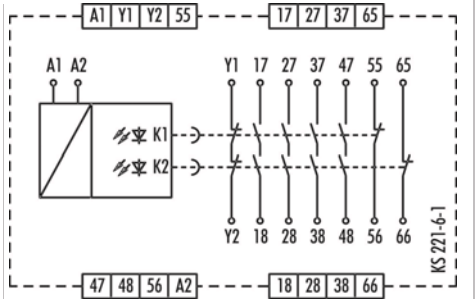 A1 Y1 Y2 55 17 27 37 65
A1 A2 Y1 17 27 37 47 55 65
K1
K2
Y2 18 28 38 48 56 66
KS 221-6-1
47 48 56 A2 18 28 38 66